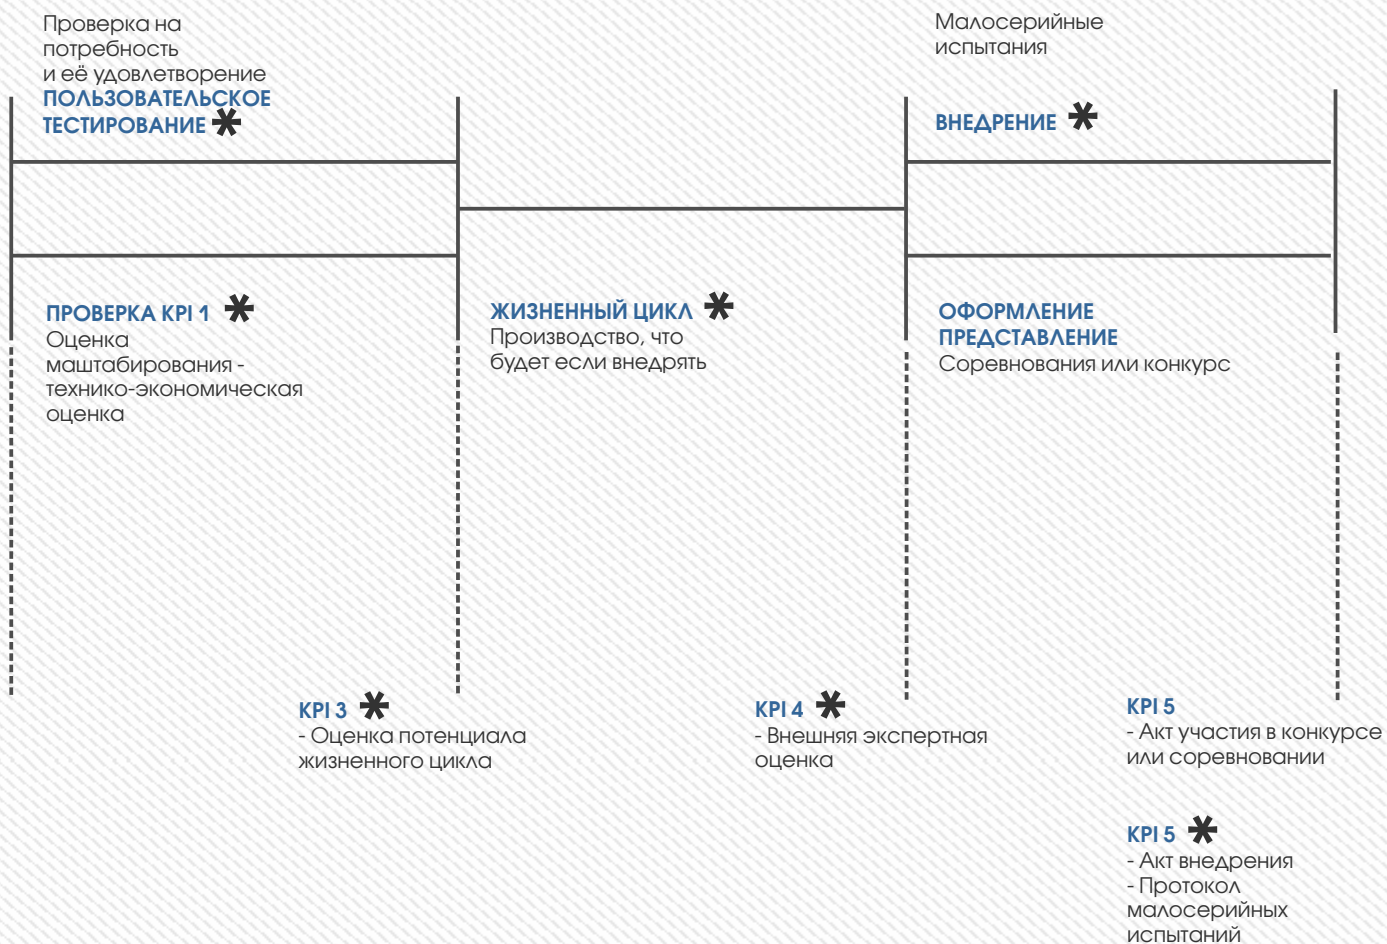 Проверка на
потребность
и её удовлетворение
ПОЛЬЗОВАТЕЛЬСКОЕ
ТЕСТИРОВАНИЕ *
Малосерийные
испытания
ВНЕДРЕНИЕ *
ПРОВЕРКА KPI 1 *
Оценка
маштабирования -
технико-экономическая
оценка
ЖИЗНЕННЫЙ ЦИКЛ *
Производство, что
будет если внедрять
ОФОРМЛЕНИЕ
ПРЕДСТАВЛЕНИЕ
Соревнования или конкурс
KPI 3 *
- Оценка потенциала
жизненного цикла
KPI 4 *
- Внешняя экспертная
оценка
KPI 5
- Акт участия в конкурсе
или соревновании
KPI 5 *
- Акт внедрения
- Протокол
малосерийных
испытаний